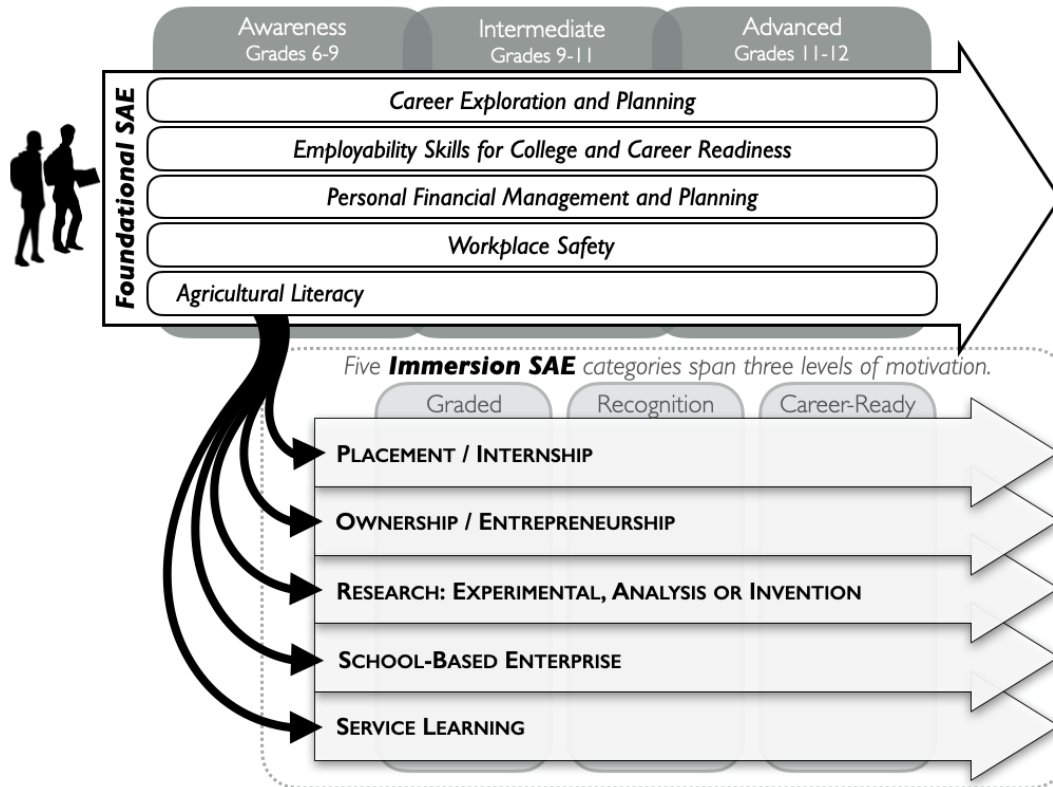 Awareness
Grades 6-9
Intermediate
Grades 9-11
Advanced
Grades 11-12
Foundational SAE
Career Exploration and Planning
Employability Skills for College and Career Readiness
Personal Financial Management and Planning
Workplace Safety
Agricultural Literacy
Five Immersion SAE categories span three levels of motivation.
Graded
Recognition
Career-Ready
PLACEMENT / INTERNSHIP
OWNERSHIP / ENTREPRENEURSHIP
RESEARCH: EXPERIMENTAL, ANALYSIS OR INVENTION
SCHOOL-BASED ENTERPRISE
SERVICE LEARNING